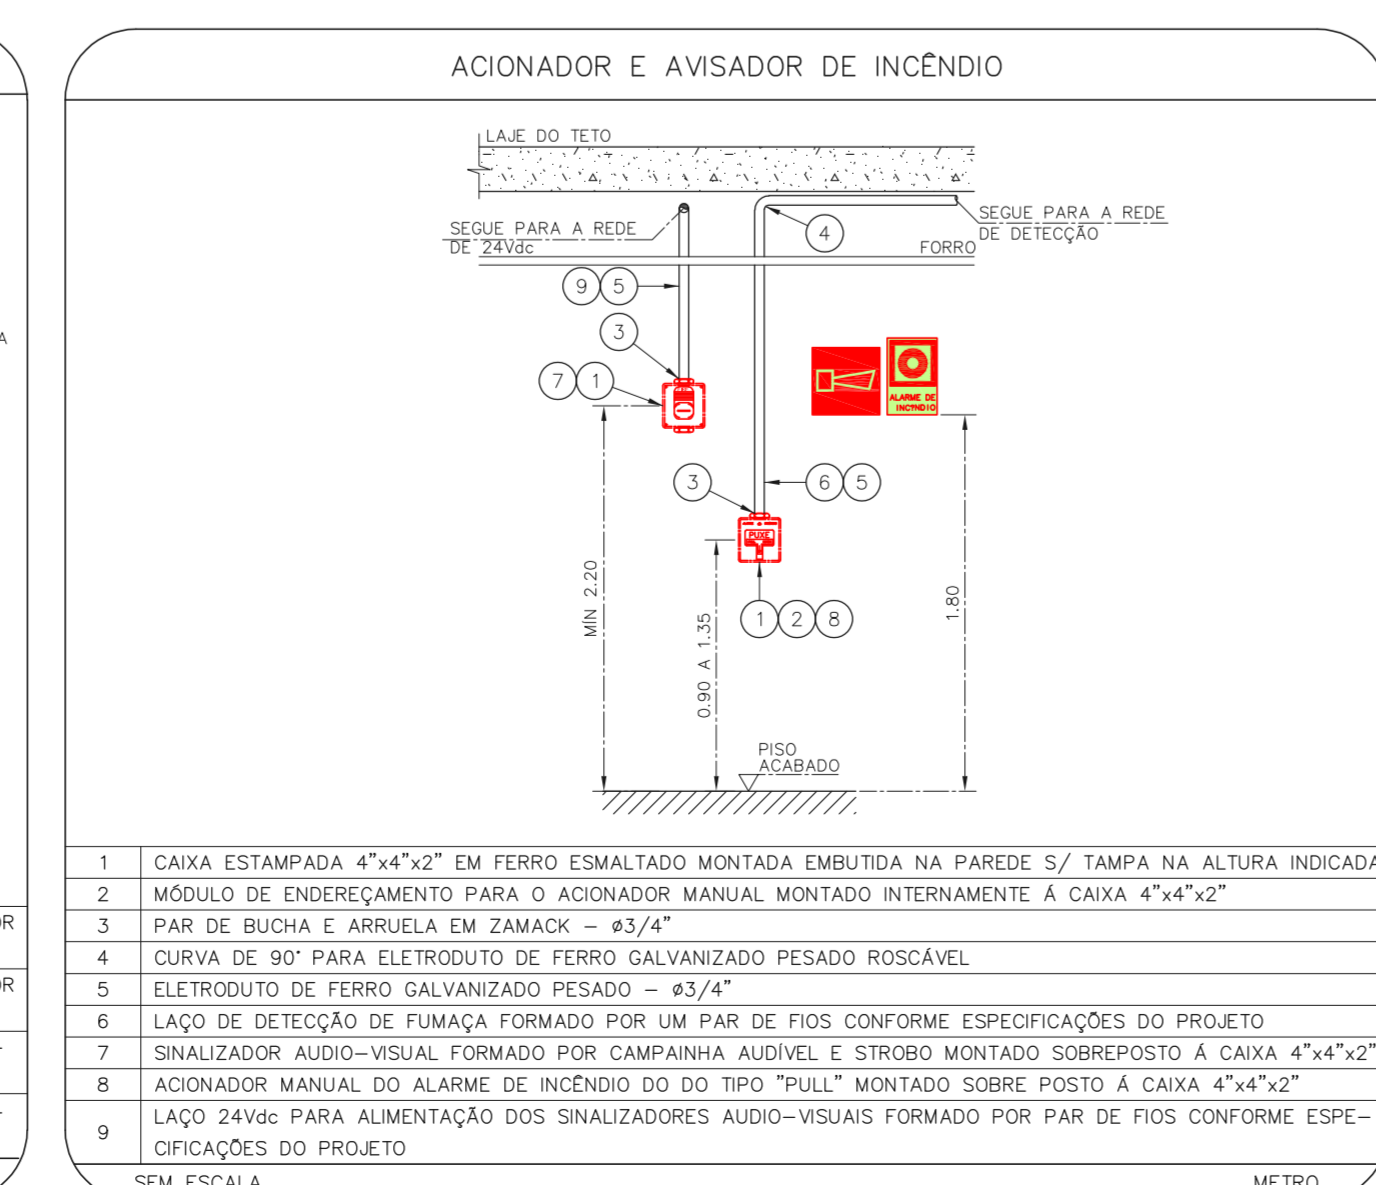 ACIONADOR E AVISADOR DE INCÊNDIO
LAJE DO TETO
SEGUE PARA A REDE
DE 24Vdc
SEGUE PARA A REDE
DE DETECÇÃO
FORRO
4
9 5
3
7 1
ALARME DE
3
6 5
PUXE
1 2 8
MÍN 2.20
0.90 A 1.35
1.80
PISO
ACABADO
A
OR
OR
1 CAIXA ESTAMPADA 4"x4"x2" EM FERRO ESMALTADO MONTADA EMBUTIDA NA PAREDE S/ TAMPA NA ALTURA INDICADA
2 MÓDULO DE ENDEREÇAMENTO PARA O ACIONADOR MANUAL MONTADO INTERNAMENTE Á CAIXA 4"x4"x2"
3 PAR DE BUCHA E ARRUELA EM ZAMACK – ø3/4"
4 CURVA DE 90° PARA ELETRODUTO DE FERRO GALVANIZADO PESADO ROSCÁVEL
5 ELETRODUTO DE FERRO GALVANIZADO PESADO – ø3/4"
6 LAÇO DE DETECÇÃO DE FUMAÇA FORMADO POR UM PAR DE FIOS CONFORME ESPECIFICAÇÕES DO PROJETO
7 SINALIZADOR AUDIO–VISUAL FORMADO POR CAMPAINHA AUDÍVEL E STROBO MONTADO SOBREPOSTO Á CAIXA 4"x4"x2"
8 ACIONADOR MANUAL DO ALARME DE INCÊNDIO DO DO TIPO "PULL" MONTADO SOBRE POSTO Á CAIXA 4"x4"x2"
9 LAÇO 24Vdc PARA ALIMENTAÇÃO DOS SINALIZADORES AUDIO–VISUAIS FORMADO POR PAR DE FIOS CONFORME ESPE–
CIFICAÇÕES DO PROJETO
SEM ESCALA
METRO